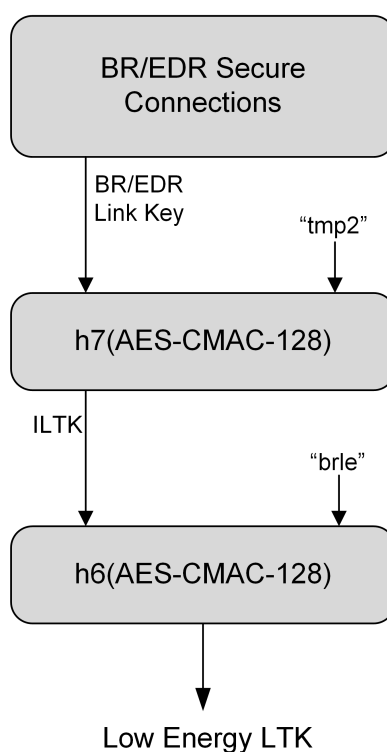 BR/EDR Secure
Connections
BR/EDR
Link Key
“tmp2”
h7(AES-CMAC-128)
ILTK
“brle”
h6(AES-CMAC-128)
Low Energy LTK